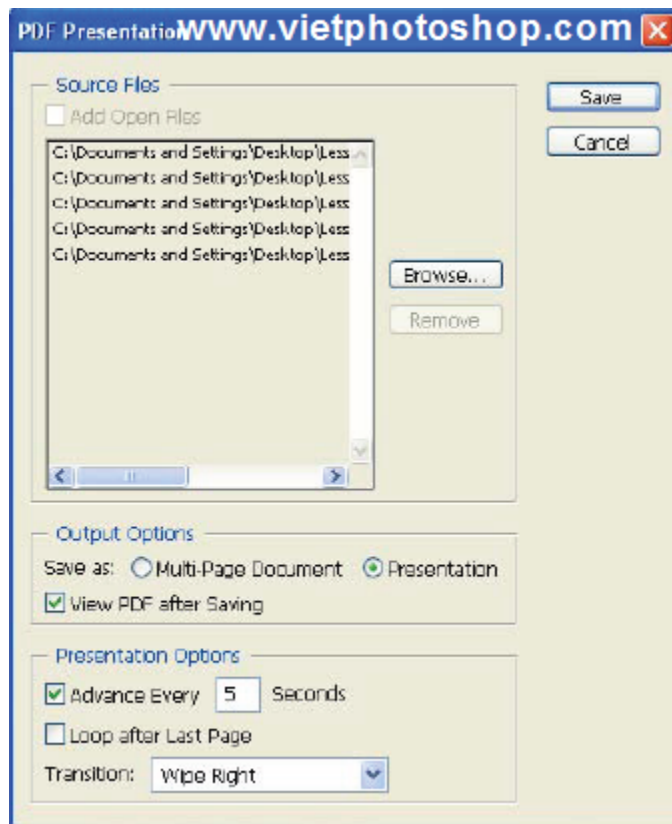 PDF Presentation www.vietphotoshop.com
Source Files
Save
Add Open Files
Cancel
C:\Documents and Settings\Desktop\Less
C:\Documents and Settings\Desktop\Less
C:\Documents and Settings\Desktop\Less
C:\Documents and Settings\Desktop\Less
C:\Documents and Settings\Desktop\Less
Browse...
Remove
Output Options
Save as: Multi-Page Document Presentation
View PDF after Saving
Presentation Options
Advance Every 5 Seconds
Loop after Last Page
Transition: Wipe Right